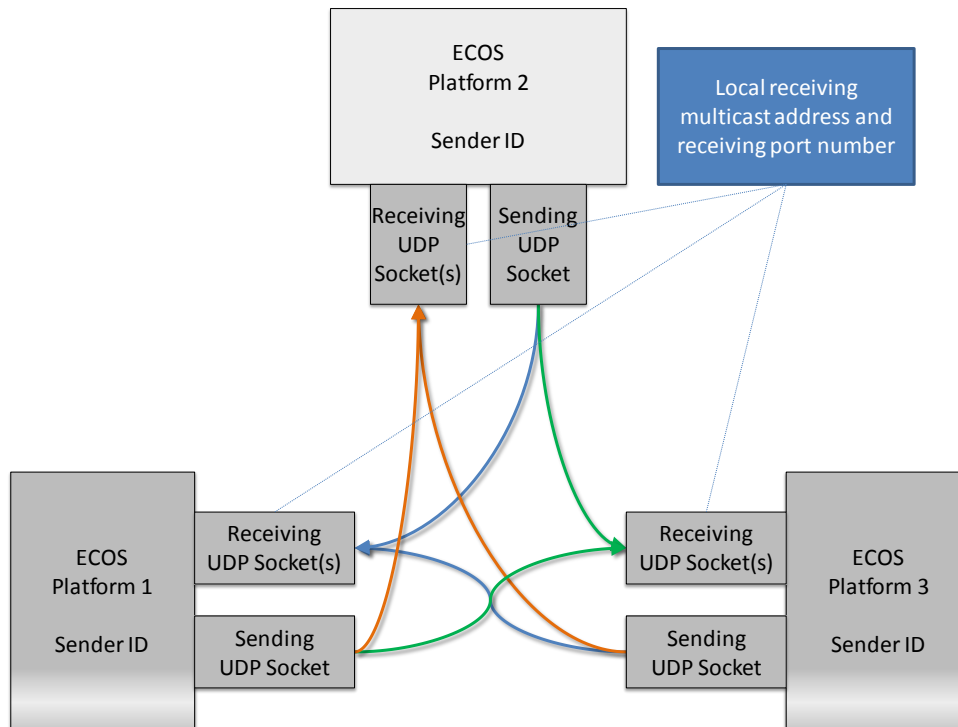 ECOS
Platform 2
Sender ID
Local receiving
multicast address and
receiving port number
Receiving
UDP
Socket(s)
Sending
UDP
Socket
ECOS
Platform 1
Sender ID
Receiving
UDP Socket(s)
Sending
UDP Socket
Receiving
UDP Socket(s)
Sending
UDP Socket
ECOS
Platform 3
Sender ID